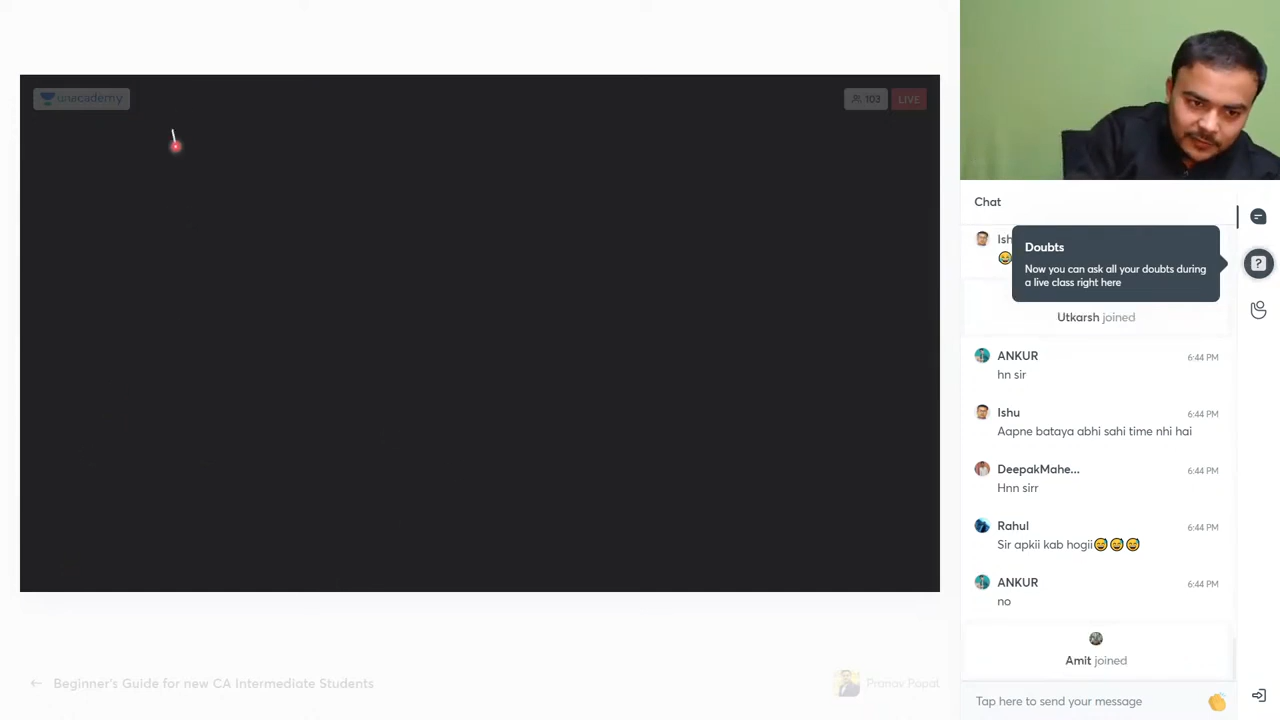 unacademy
103
LIVE
Chat
Ish
Doubts
Now you can ask all your doubts during
a live class right here
Utkarsh joined
ANKUR
6:44 PM
hn sir
Ishu
6:44 PM
Aapne bataya abhi sahi time nhi hai
DeepakMahe...
6:44 PM
Hnn sirr
Rahul
6:44 PM
Sir apkii kab hogii😅😅😅
ANKUR
6:44 PM
no
Amit joined
Tap here to send your message
Beginner's Guide for new CA Intermediate Students
Pranav Popat